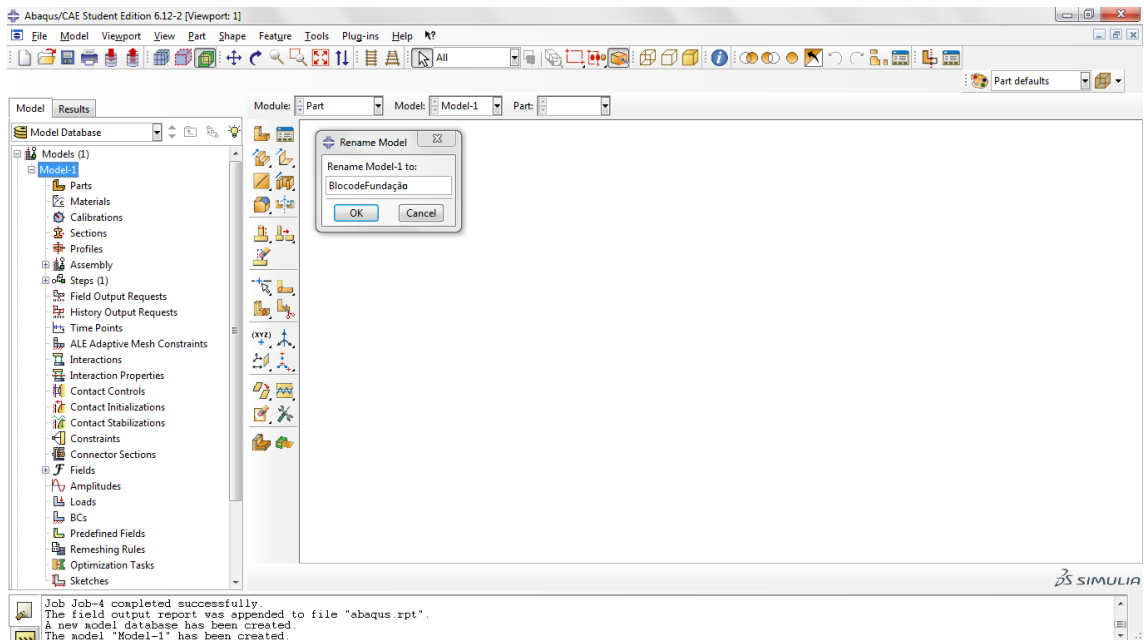 Abaqus/CAE Student Edition 6.12-2 [Viewport: 1]
File Model Viewport View Part Shape Feature Tools Plug-ins Help
All
Part defaults
Model Results
Module: Part Model: Model-1 Part:
Model Database
Models (1)
Model-1
Parts
Materials
Calibrations
Sections
Profiles
Assembly
Steps (1)
Field Output Requests
History Output Requests
Time Points
ALE Adaptive Mesh Constraints
Interactions
Interaction Properties
Contact Controls
Contact Initializations
Contact Stabilizations
Constraints
Connector Sections
Fields
Amplitudes
Loads
BCs
Predefined Fields
Remeshing Rules
Optimization Tasks
Sketches
(XYZ)
Rename Model
Rename Model-1 to:
BlocodeFundação
OK Cancel
SIMULIA
Job Job-4 completed successfully.
The field output report was appended to file "abaqus.rpt".
A new model database has been created.
The model "Model-1" has been created.